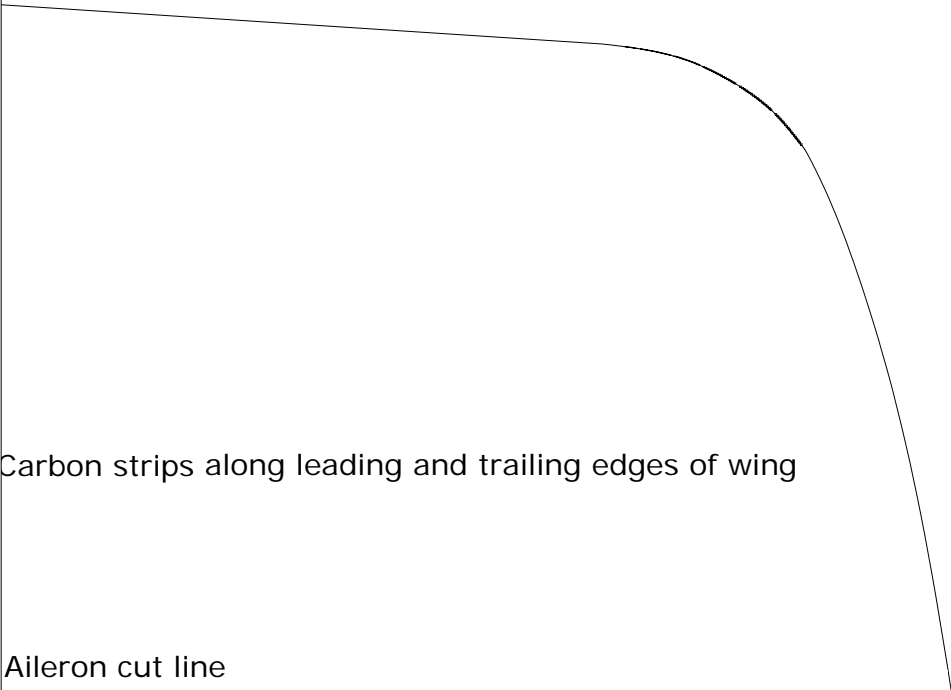 Carbon strips along leading and trailing edges of wing
Aileron cut line